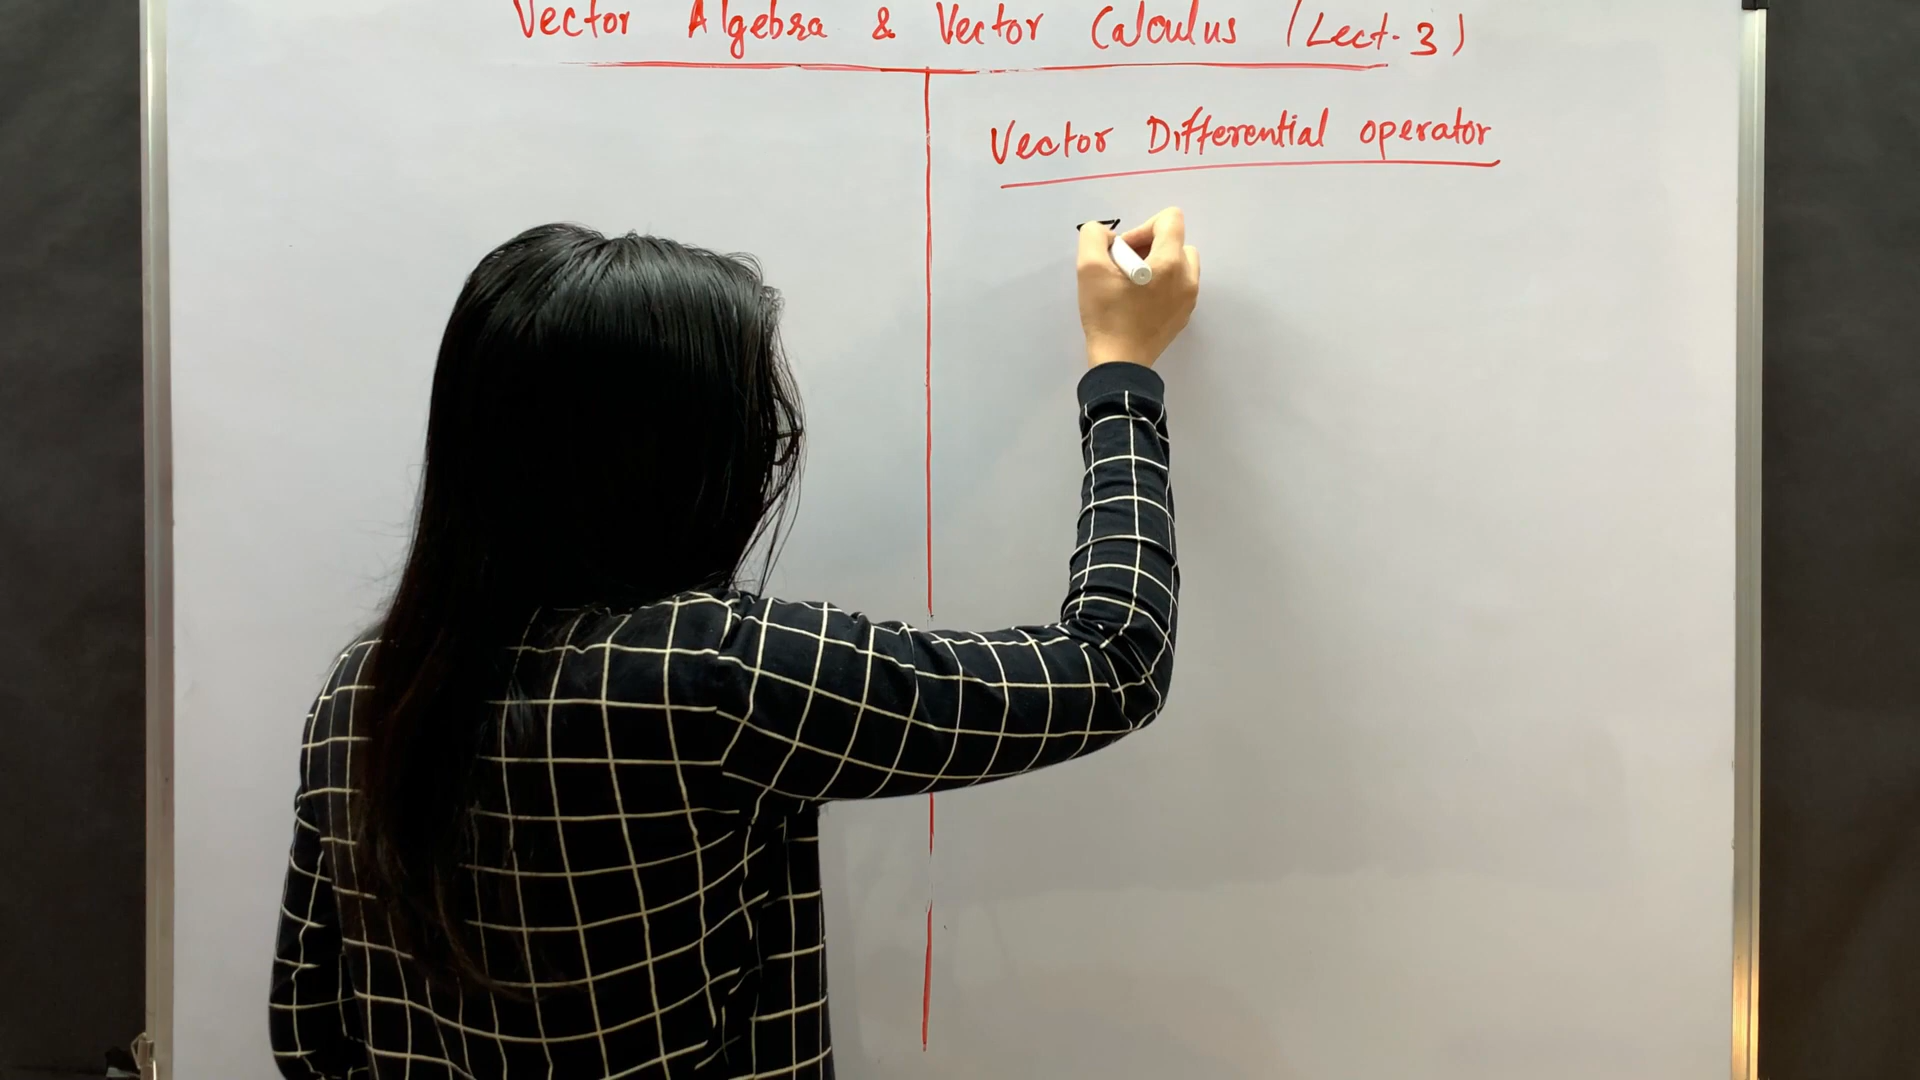 Vector Algebra & Vector Calculus (Lect-3)
Vector Differential operator